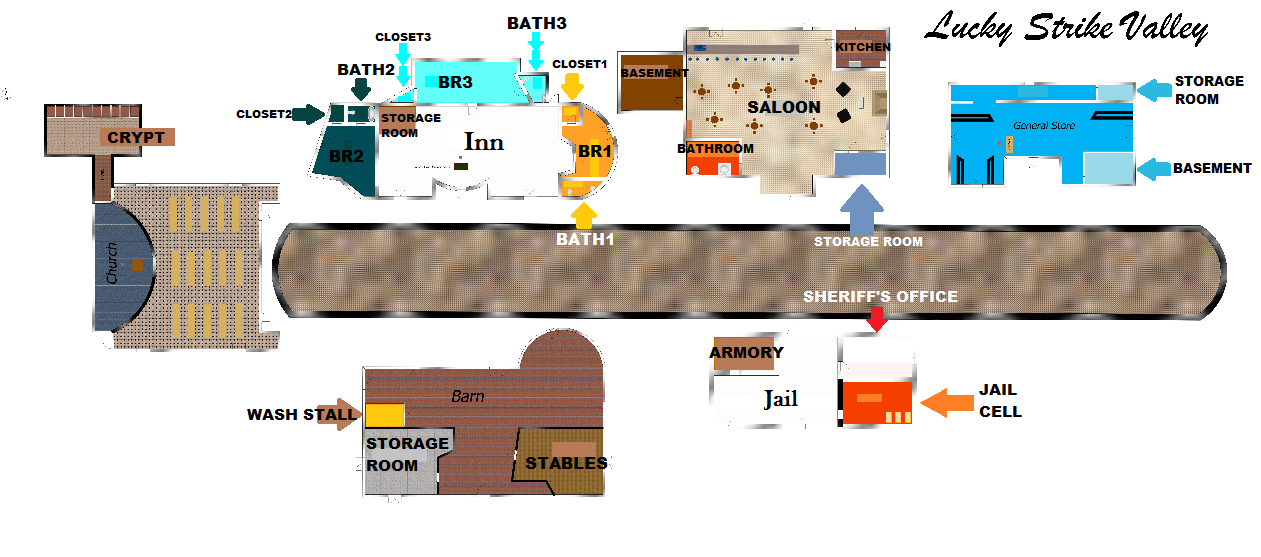 Lucky Strike Valley
BATH3
CLOSET3
CLOSET1
BATH2
BR3
CLOSET2
STORAGE
ROOM
Inn
BR2
BR1
BATH1
KITCHEN
BASEMENT
SALOON
BATHROOM
STORAGE ROOM
STORAGE
ROOM
General Store
BASEMENT
CRYPT
Church
SHERIFF'S OFFICE
ARMORY
Jail
JAIL
CELL
Barn
WASH STALL
STORAGE
ROOM
STABLES